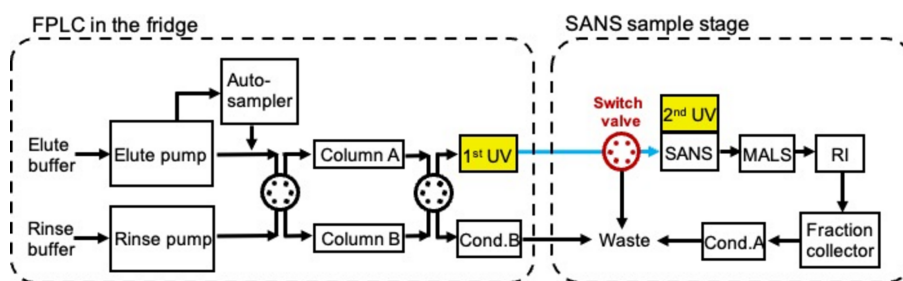 FPLC in the fridge
SANS sample stage
Auto-
sampler
Elute
buffer
Elute pump
Column A
1st UV
Switch
valve
2nd UV
SANS
MALS
RI
Rinse
buffer
Rinse pump
Column B
Cond.B
Waste
Cond.A
Fraction
collector